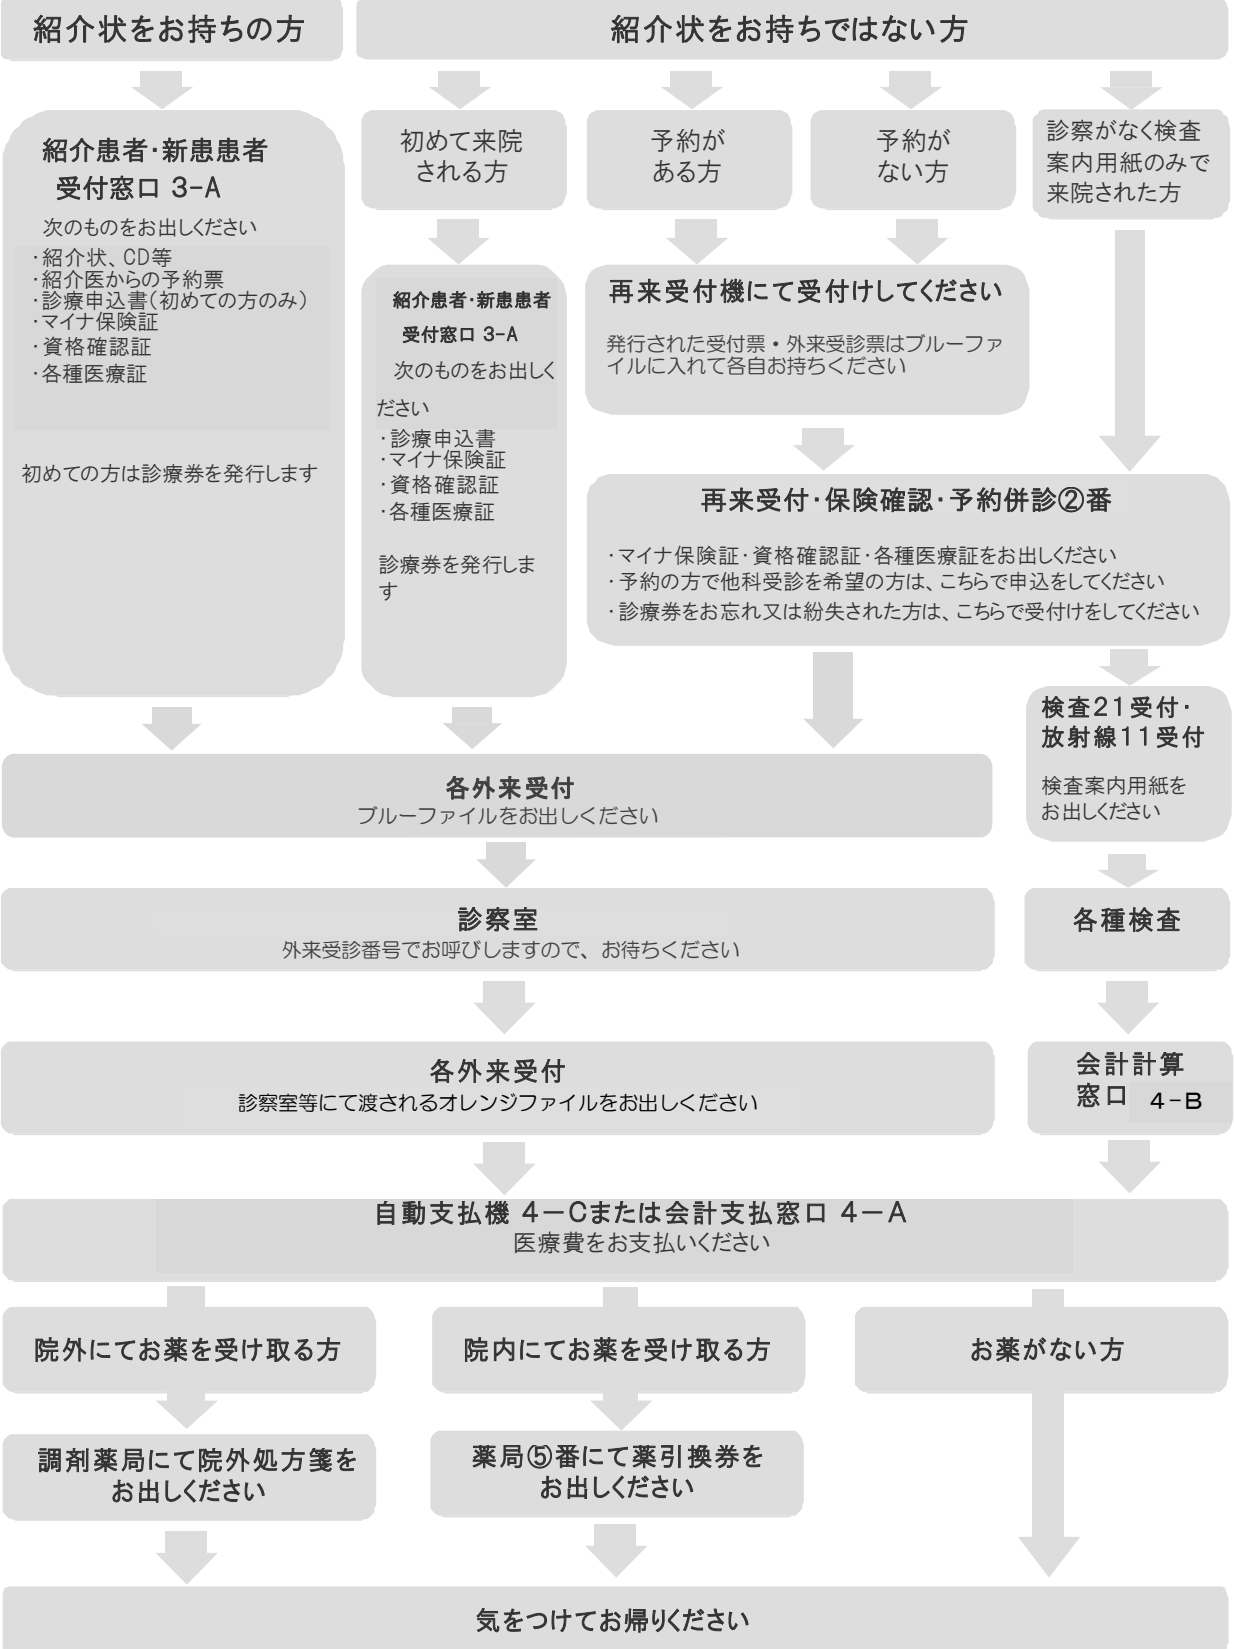 紹介状をお持ちの方
紹介状をお持ちではない方
紹介患者・新患患者
受付窓口 3-A
次のものをお出しください
・紹介状、CD等
・紹介医からの予約票
・診療申込書(初めての方のみ)
・マイナ保険証
・資格確認証
・各種医療証
初めての方は診療券を発行します
初めて来院
される方
紹介患者・新患患者
受付窓口 3-A
次のものをお出しく
ださい
・診療申込書
・マイナ保険証
・資格確認証
・各種医療証
診療券を発行しま
す
予約が
ある方
予約が
ない方
診察がなく検査
案内用紙のみで
来院された方
再来受付機にて受付けしてください
発行された受付票・外来受診票はブルーファ
イルに入れて各自お持ちください
再来受付・保険確認・予約併診②番
・マイナ保険証・資格確認証・各種医療証をお出しください
・予約の方で他科受診を希望の方は、こちらで申込をしてください
・診療券をお忘れ又は紛失された方は、こちらで受付けをしてください
検査21受付・
放射線11受付
検査案内用紙を
お出しください
各外来受付
ブルーファイルをお出しください
診察室
外来受診番号でお呼びしますので、お待ちください
各種検査
各外来受付
診察室等にて渡されるオレンジファイルをお出しください
会計計算
窓口 4-B
自動支払機 4-Cまたは会計支払窓口 4-A
医療費をお支払いください
院外にてお薬を受け取る方
院内にてお薬を受け取る方
お薬がない方
調剤薬局にて院外処方箋を
お出しください
薬局⑤番にて薬引換券を
お出しください
気をつけてお帰りください